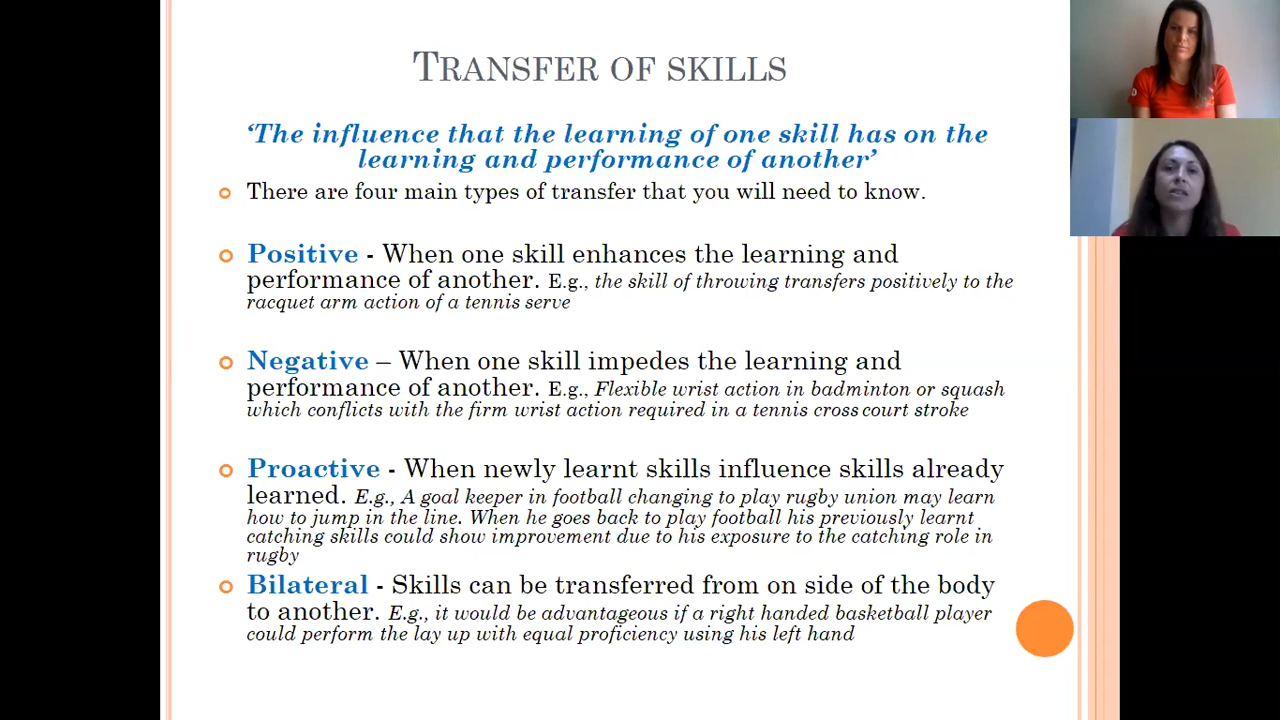 TRANSFER OF SKILLS
‘The influence that the learning of one skill has on the
learning and performance of another’
There are four main types of transfer that you will need to know.
Positive - When one skill enhances the learning and
performance of another. E.g., the skill of throwing transfers positively to the
racquet arm action of a tennis serve
Negative – When one skill impedes the learning and
performance of another. E.g., Flexible wrist action in badminton or squash
which conflicts with the firm wrist action required in a tennis cross court stroke
Proactive - When newly learnt skills influence skills already
learned. E.g., A goal keeper in football changing to play rugby union may learn
how to jump in the line. When he goes back to play football his previously learnt
catching skills could show improvement due to his exposure to the catching role in
rugby
Bilateral - Skills can be transferred from on side of the body
to another. E.g., it would be advantageous if a right handed basketball player
could perform the lay up with equal proficiency using his left hand